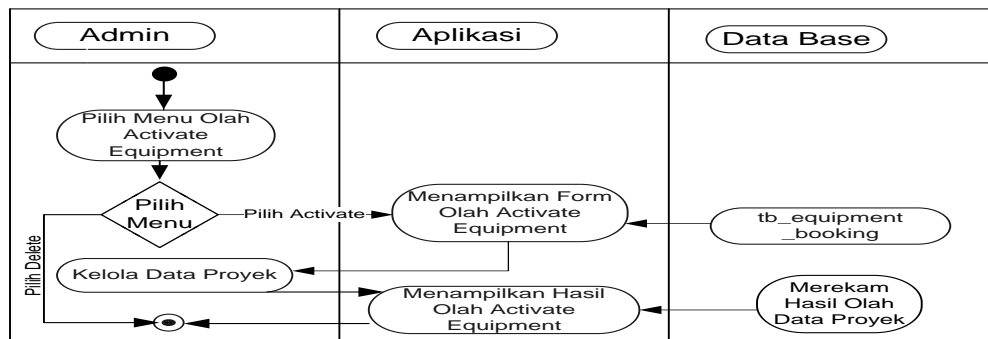 Admin
Aplikasi
Data Base
Pilih Menu Olah
Activate
Equipment
Pilih
Menu
Pilih Activate
Menampilkan Form
Olah Activate
Equipment
tb_equipment
_booking
Pilih Delete
Kelola Data Proyek
Menampilkan Hasil
Olah Activate
Equipment
Merekam
Hasil Olah
Data Proyek